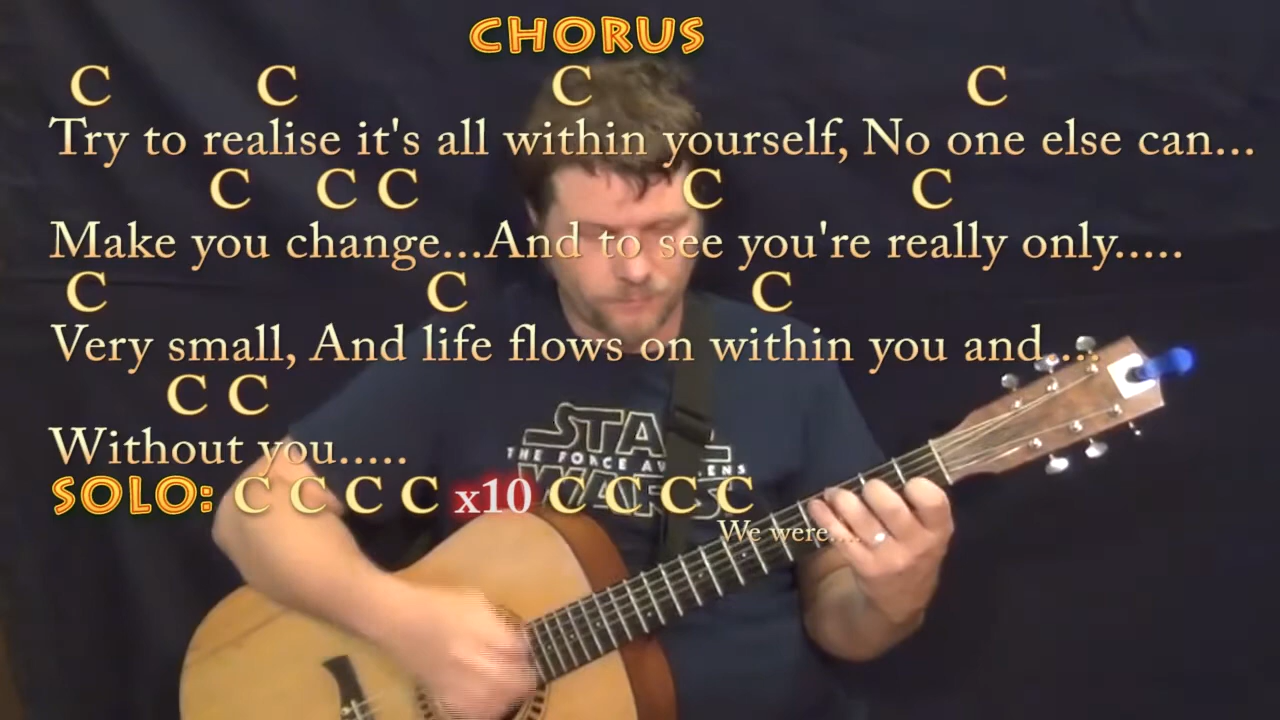 CHORUS
C C C C
Try to realise it's all within yourself, No one else can...
C C C C C
Make you change...And to see you're really only.....
C C C
Very small, And life flows on within you and....
C C
Without you.....
SOLO: C C C C x10 C C C C
We were....
STAR
THE FORCE AWAKENS
WARS